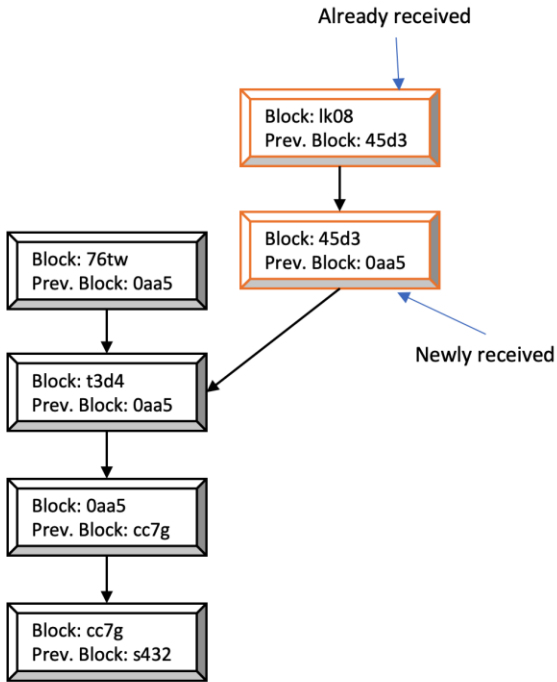 Already received
Block: lk08
Prev. Block: 45d3
Block: 45d3
Prev. Block: 0aa5
Newly received
Block: 76tw
Prev. Block: 0aa5
Block: t3d4
Prev. Block: 0aa5
Block: 0aa5
Prev. Block: cc7g
Block: cc7g
Prev. Block: s432